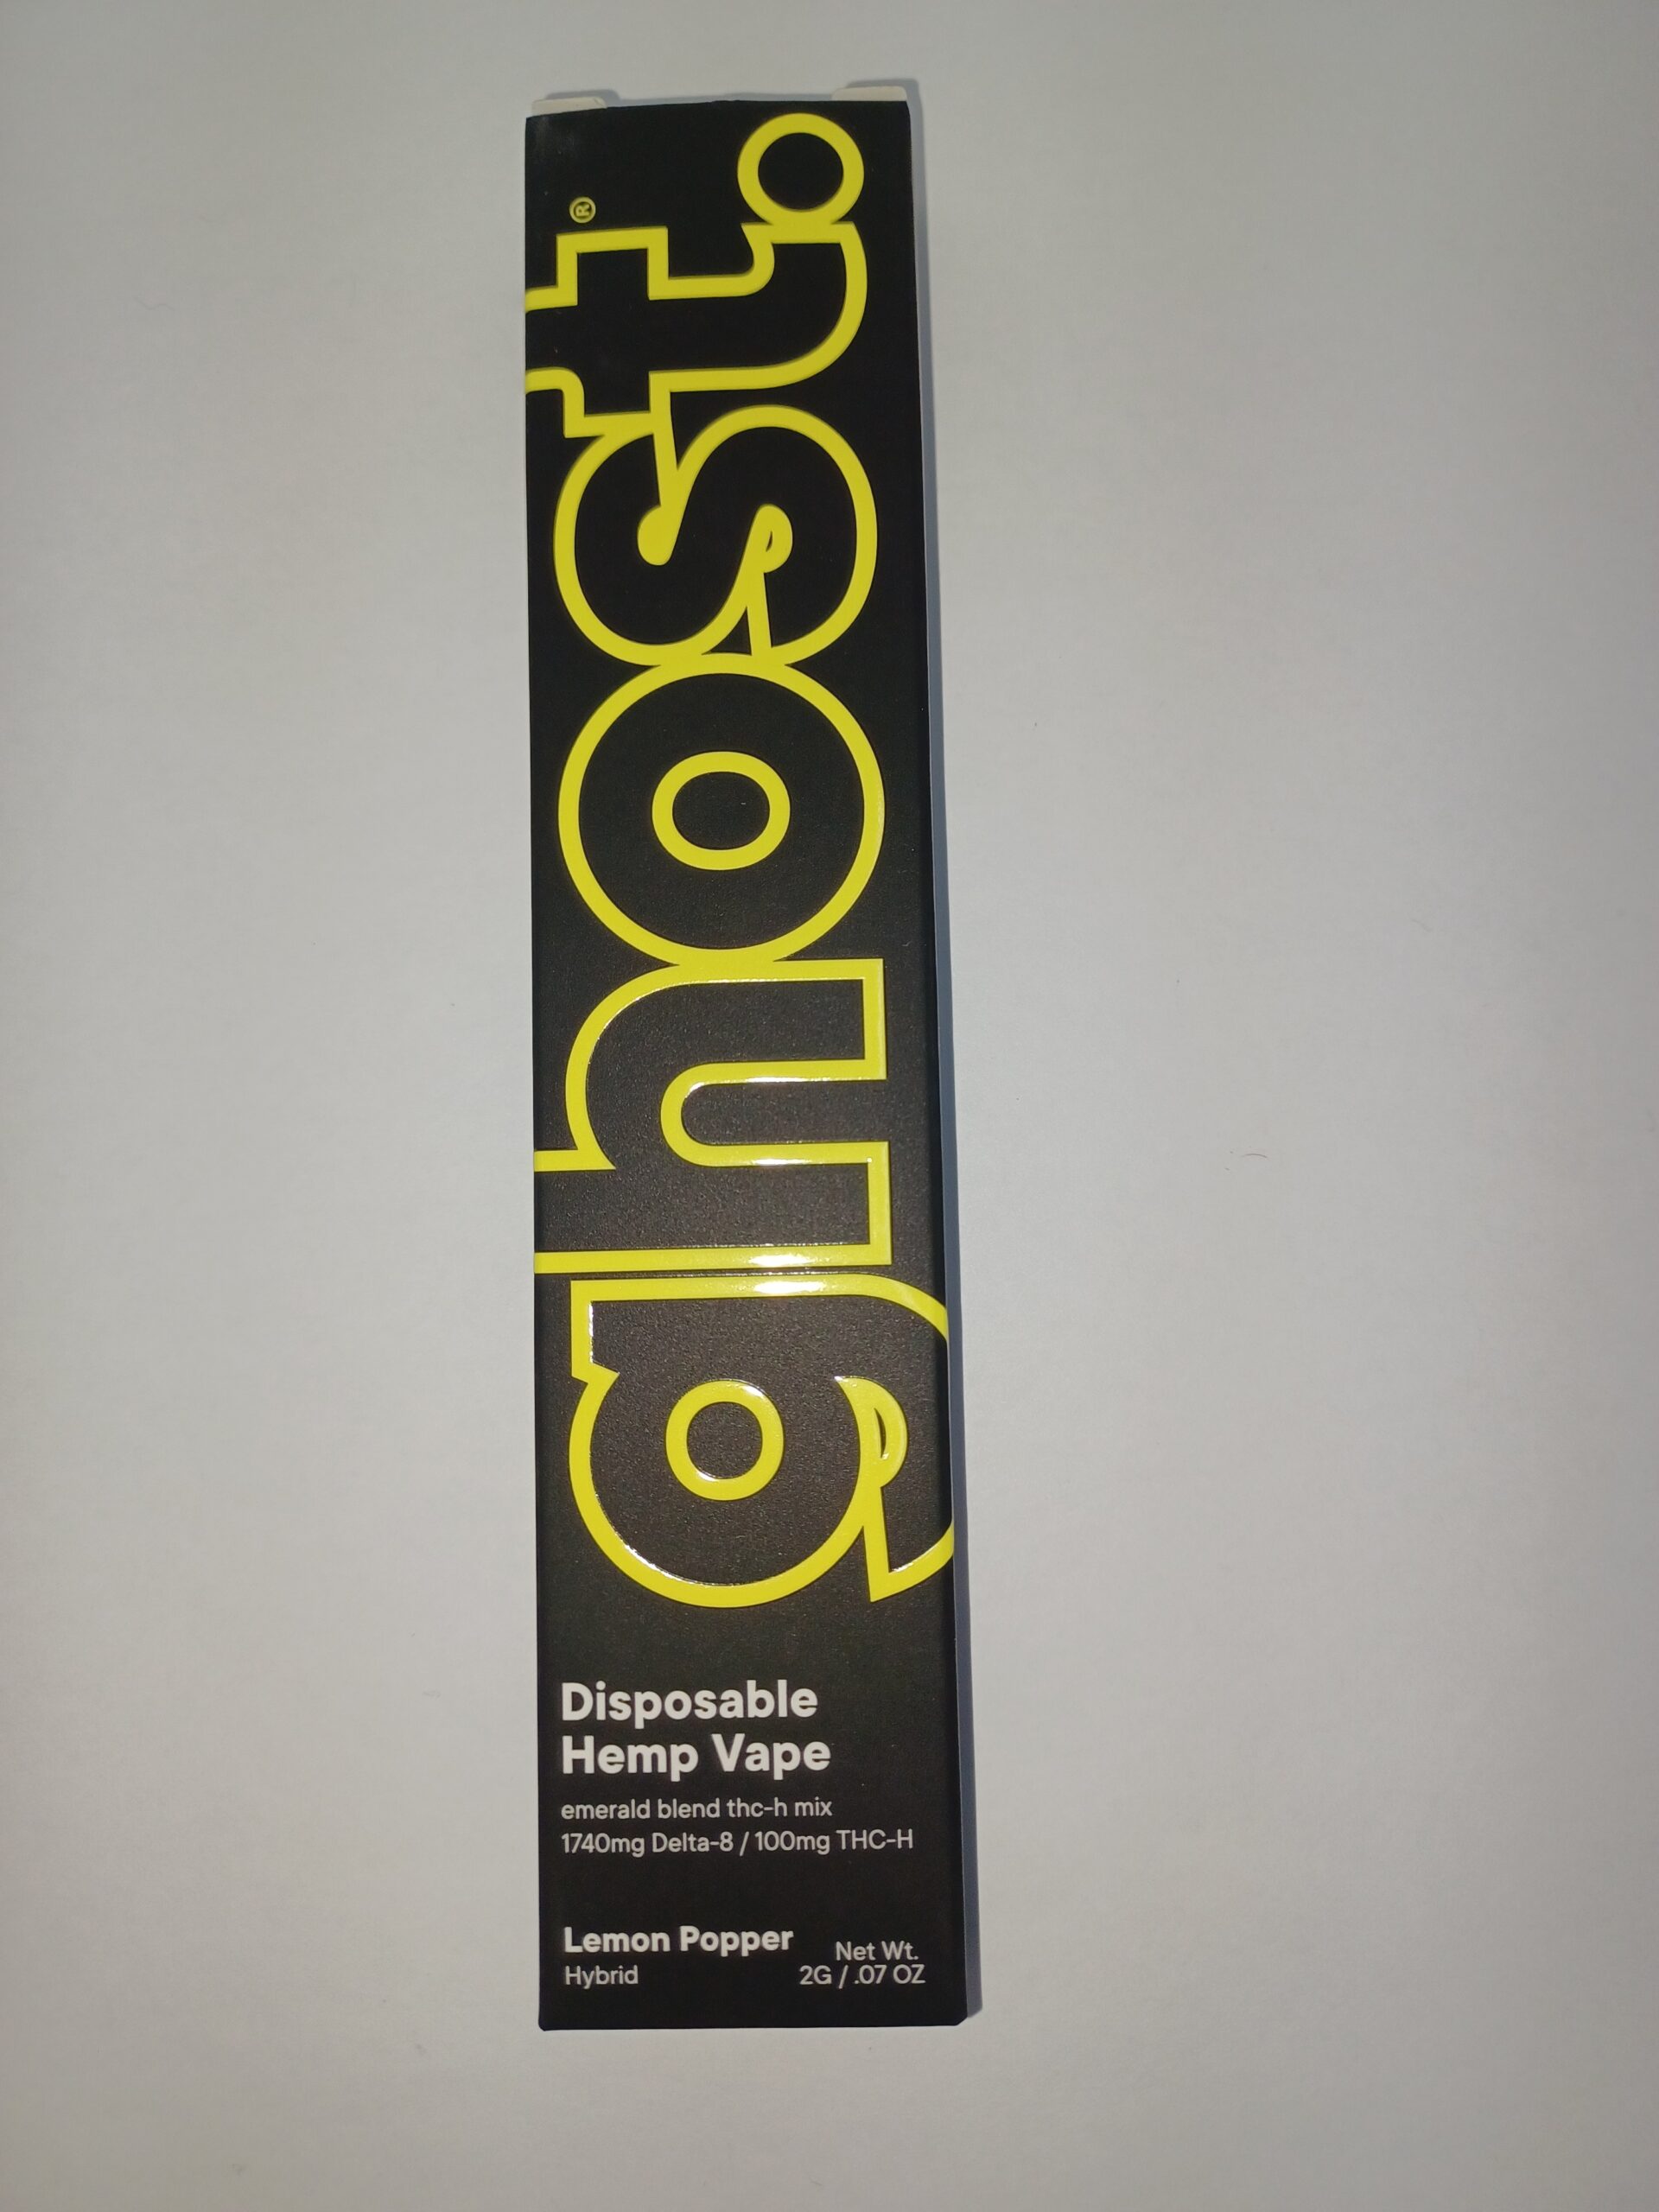 ghost.®
Disposable
Hemp Vape
emerald blend thc-h mix
1740mg Delta-8 / 100mg THC-H
Lemon Popper
Hybrid
Net Wt.
2G / .07 OZ